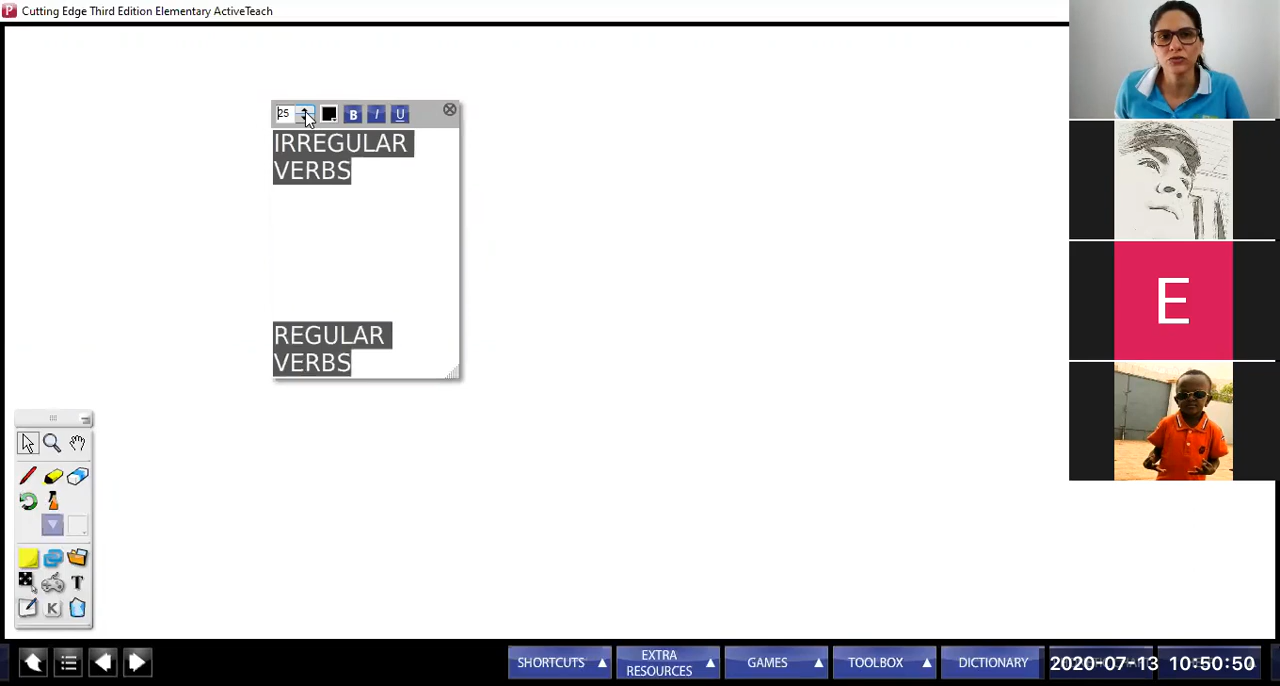 Cutting Edge Third Edition Elementary ActiveTeach
25 B I U
IRREGULAR
VERBS
REGULAR
VERBS
E
T
K
SHORTCUTS
EXTRA
RESOURCES
GAMES
TOOLBOX
DICTIONARY
2020-07-13 10:50:50